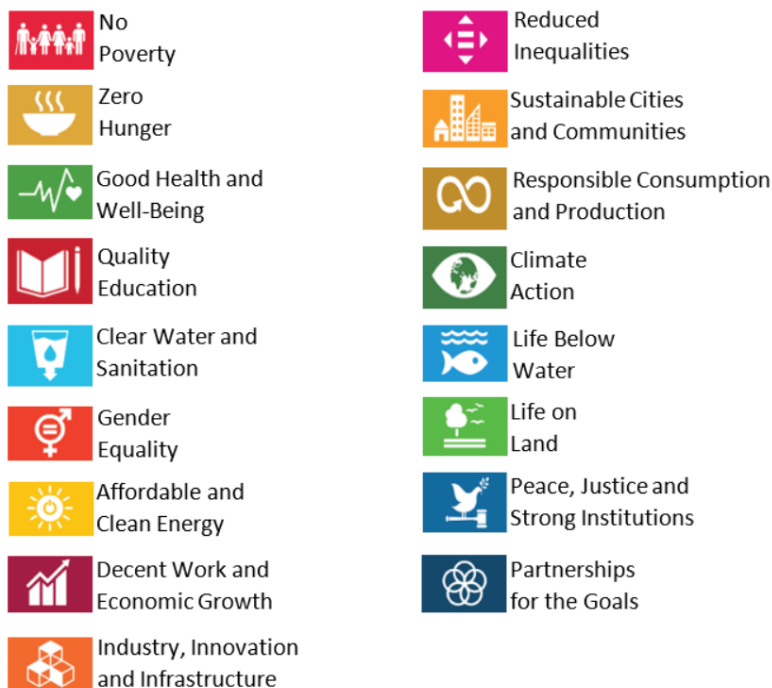 No
Poverty
Zero
Hunger
Good Health and
Well-Being
Quality
Education
Clear Water and
Sanitation
Gender
Equality
Affordable and
Clean Energy
Decent Work and
Economic Growth
Industry, Innovation
and Infrastructure
Reduced
Inequalities
Sustainable Cities
and Communities
Responsible Consumption
and Production
Climate
Action
Life Below
Water
Life on
Land
Peace, Justice and
Strong Institutions
Partnerships
for the Goals